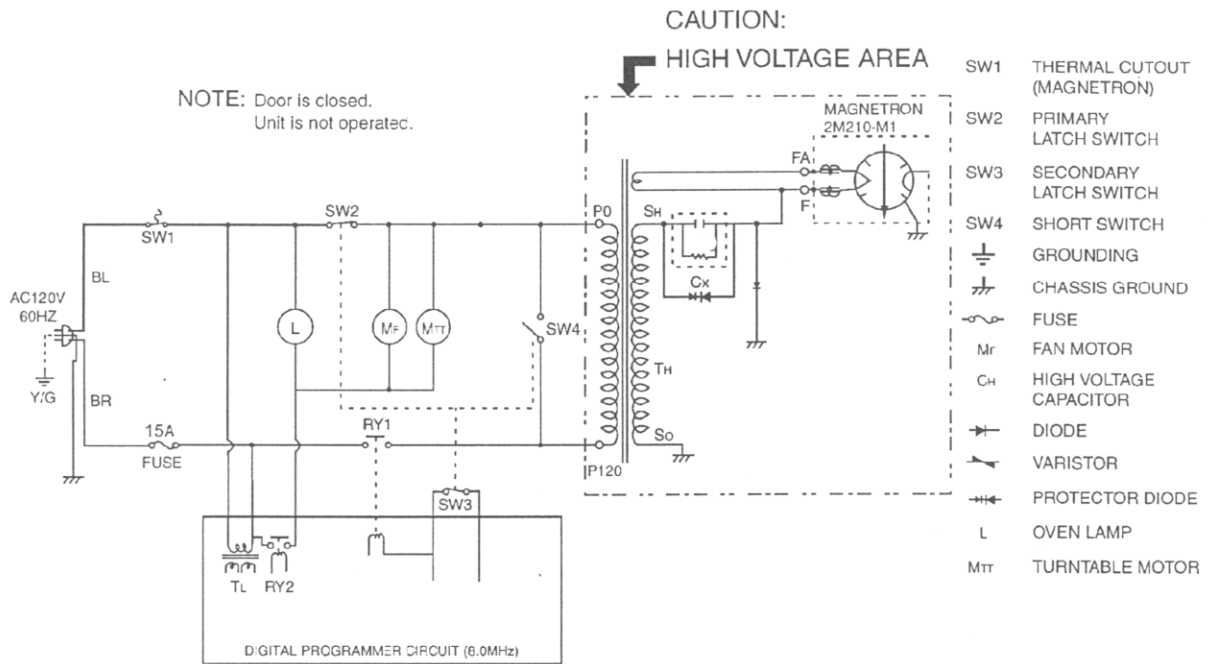 CAUTION:
HIGH VOLTAGE AREA
NOTE: Door is closed.
Unit is not operated.
MAGNETRON
2M210-M1
FA
F
SW1
SW2
P0
SH
BL
AC120V
60HZ
L
MF
MTT
SW4
CX
Y/G
BR
TH
15A
FUSE
RY1
SO
P120
SW3
TL
RY2
DIGITAL PROGRAMMER CIRCUIT (6.0MHz)
SW1 THERMAL CUTOUT
(MAGNETRON)
SW2 PRIMARY
LATCH SWITCH
SW3 SECONDARY
LATCH SWITCH
SW4 SHORT SWITCH
GROUNDING
CHASSIS GROUND
FUSE
MF FAN MOTOR
CH HIGH VOLTAGE
CAPACITOR
DIODE
VARISTOR
PROTECTOR DIODE
L OVEN LAMP
MTT TURNTABLE MOTOR